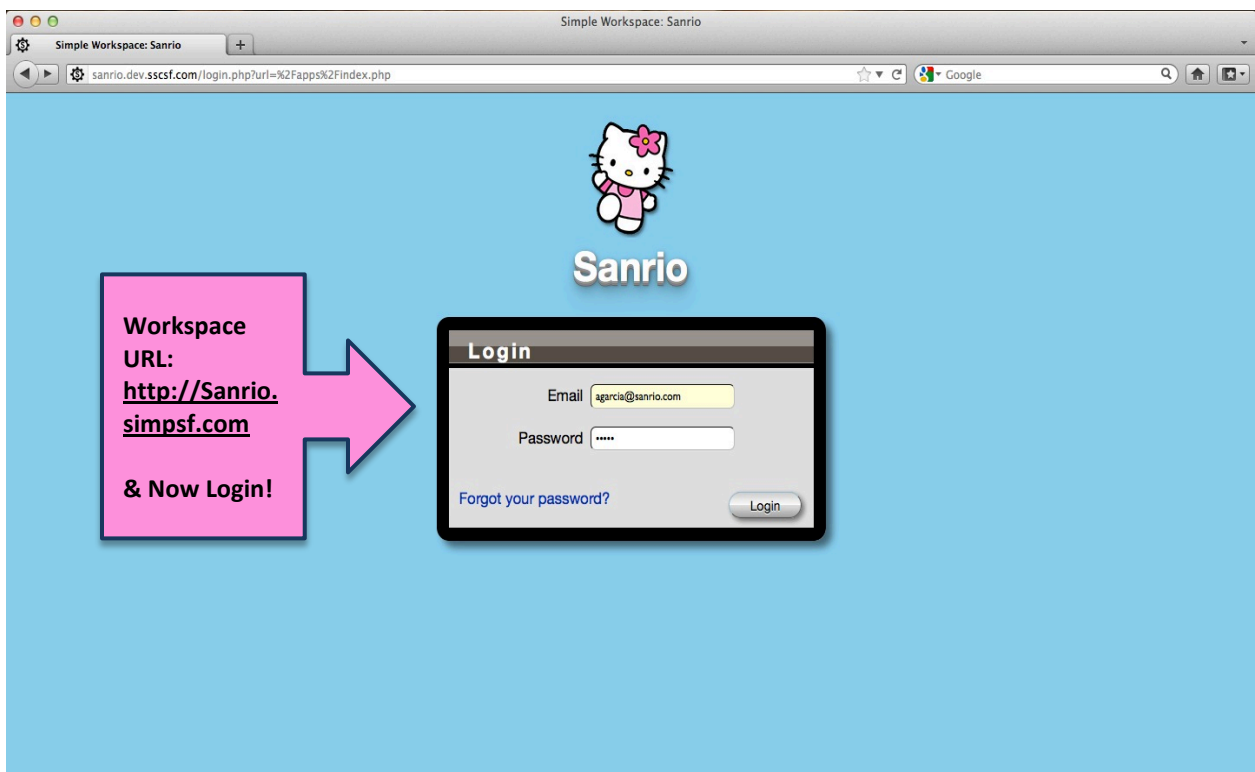 Simple Workspace: Sanrio
Simple Workspace: Sanrio
sanrio.dev.sscsf.com/login.php?url=%2Fapps%2Findex.php
Google
Sanrio
Workspace
URL:
http://Sanrio.
simpsf.com
& Now Login!
Login
Email agarcia@sanrio.com
Password •••••
Forgot your password?
Login